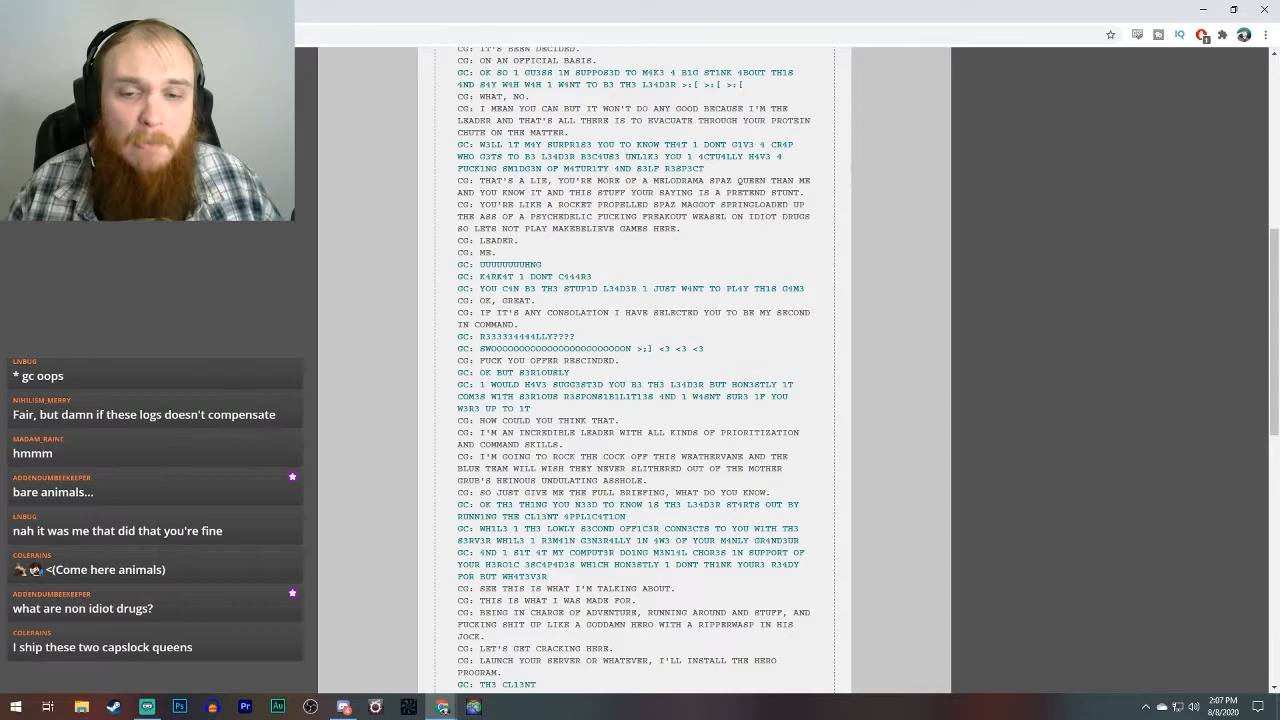 CG: IT'S BEEN DECIDED.
CG: ON AN OFFICIAL BASIS.
GC: OK SO 1 GU3SS 1M SUPPOS3D TO M4K3 4 B1G ST1NK 4BOUT TH1S
4ND S4Y W4H W4H 1 W4NT TO B3 TH3 L34D3R >:[ >:[ >:[
CG: WHAT, NO.
CG: I MEAN YOU CAN BUT IT WON'T DO ANY GOOD BECAUSE I'M THE
LEADER AND THAT'S ALL THERE IS TO EVACUATE THROUGH YOUR PROTEIN
CHUTE ON THE MATTER.
GC: W3LL 1T M4Y SURPR1S3 YOU TO KNOW TH4T 1 DONT G1V3 4 CR4P
WHO G3TS TO B3 L34D3R B3C4US3 UNL1K3 YOU 1 4CTU4LLY H4V3 4
FUCK1NG SM1DG3N OF M4TUR1TY 4ND S3LF R3SP3CT
CG: THAT'S A LIE, YOU'RE MORE OF A MELODRAMA SPAZ QUEEN THAN ME
AND YOU KNOW IT AND THIS STUFF YOUR SAYING IS A PRETEND STUNT.
CG: YOU'RE LIKE A ROCKET PROPELLED SPAZ MAGGOT SPRINGLOADED UP
THE ASS OF A PSYCHEDELIC FUCKING FREAKOUT WEASEL ON IDIOT DRUGS
SO LETS NOT PLAY MAKEBELIEVE GAMES HERE.
CG: LEADER.
CG: ME.
GC: UUUUUUUUHNG
GC: K4RK4T 1 DONT C444R3
GC: YOU C4N B3 TH3 STUP1D L34D3R 1 JUST W4NT TO PL4Y TH1S G4M3
CG: OK, GREAT.
CG: IF IT'S ANY CONSOLATION I HAVE SELECTED YOU TO BE MY SECOND
IN COMMAND.
GC: R333334444LLY????
GC: SWOOOOOOOOOOOOOOOOOOOOOOOON >;] <3 <3 <3
CG: FUCK YOU OFFER RESCINDED.
GC: OK BUT S3R1OUSLY
GC: 1 WOULD H4V3 SUGG3ST3D YOU B3 TH3 L34D3R BUT HON3STLY 1T
COM3S W1TH S3R1OUS R3SPONS1B1L1T13S 4ND 1 W4SNT SUR3 1F YOU
W3R3 UP TO 1T
CG: HOW COULD YOU THINK THAT.
CG: I'M AN INCREDIBLE LEADER WITH ALL KINDS OF PRIORITIZATION
AND COMMAND SKILLS.
CG: I'M GOING TO ROCK THE COCK OFF THIS WEATHERVANE AND THE
BLUE TEAM WILL WISH THEY NEVER SLITHERED OUT OF THE MOTHER
GRUB'S HEINOUS UNDULATING ASSHOLE.
CG: SO JUST GIVE ME THE FULL BRIEFING, WHAT DO YOU KNOW.
GC: OK TH3 TH1NG YOU N33D TO KNOW 1S TH3 L34D3R ST4RTS OUT BY
RUNN1NG THE CL13NT 4PPL1C4T1ON
GC: WH1L3 1 TH3 LOWLY S3COND OFF1C3R CONN3CTS TO YOU W1TH TH3
S3RV3R WH1L3 1 R3M41N G3N3R4LLY 1N 4W3 OF YOUR M4NLY GR4ND3UR
GC: 4ND 1 S1T 4T MY COMPUT3R DO1NG M3N14L CHOR3S 1N SUPPORT OF
YOUR H3RO1C 3SC4P4D3S WH1CH HON3STLY 1 DONT TH1NK YOUR3 R34DY
FOR BUT WH4T3V3R
CG: SEE THIS IS WHAT I'M TALKING ABOUT.
CG: THIS IS WHAT I WAS MADE FOR.
CG: BEING IN CHARGE OF ADVENTURE, RUNNING AROUND AND STUFF, AND
FUCKING SHIT UP LIKE A GODDAMN HERO WITH A RIPPERWASP IN HIS
JOCK.
CG: LET'S GET CRACKING HERE.
CG: LAUNCH YOUR SERVER OR WHATEVER, I'LL INSTALL THE HERO
PROGRAM.
GC: TH3 CL13NT
LNBUG
* gc oops
NIHILISM_MERRY
Fair, but damn if these logs doesn't compensate
MADAM_RAINE
hmmm
ADDENDUMBEEKEEPER
bare animals...
LNBUG
nah it was me that did that you're fine
COLERAINS
<(Come here animals)
ADDENDUMBEEKEEPER
what are non idiot drugs?
COLERAINS
I ship these two capslock queens
IQ
1
Ps
Pr
Au
2:07 PM
8/8/2020